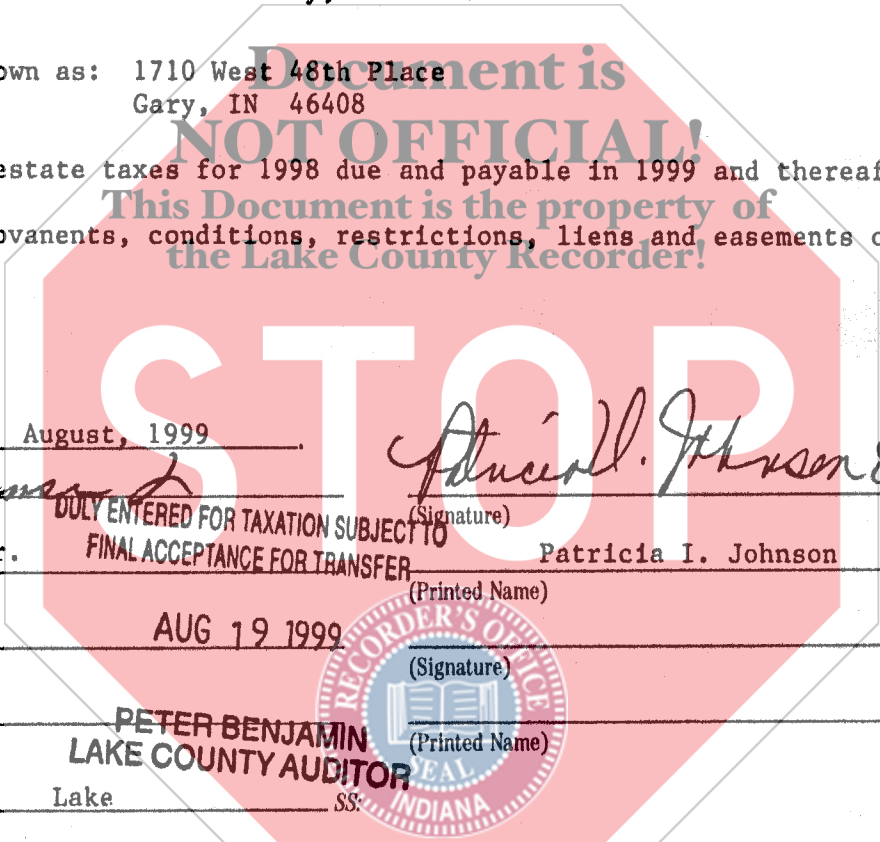 own as: 1710 West 48th Place
Document is
Gary, IN 46408
NOT OFFICIAL!
estate taxes for 1998 due and payable in 1999 and thereaf
This Document is the property of
ovanents, conditions, restrictions, liens and easements o
the Lake County Recorder!
STOP
August, 1999
Patricia I. Johnson
(Signature)
DULY ENTERED FOR TAXATION SUBJECT TO
FINAL ACCEPTANCE FOR TRANSFER
r.
Patricia I. Johnson
(Printed Name)
AUG 19 1999
(Signature)
RECORDER'S OFFICE
PETER BENJAMIN
LAKE COUNTY AUDITOR
(Printed Name)
SEAL
INDIANA
Lake SS: